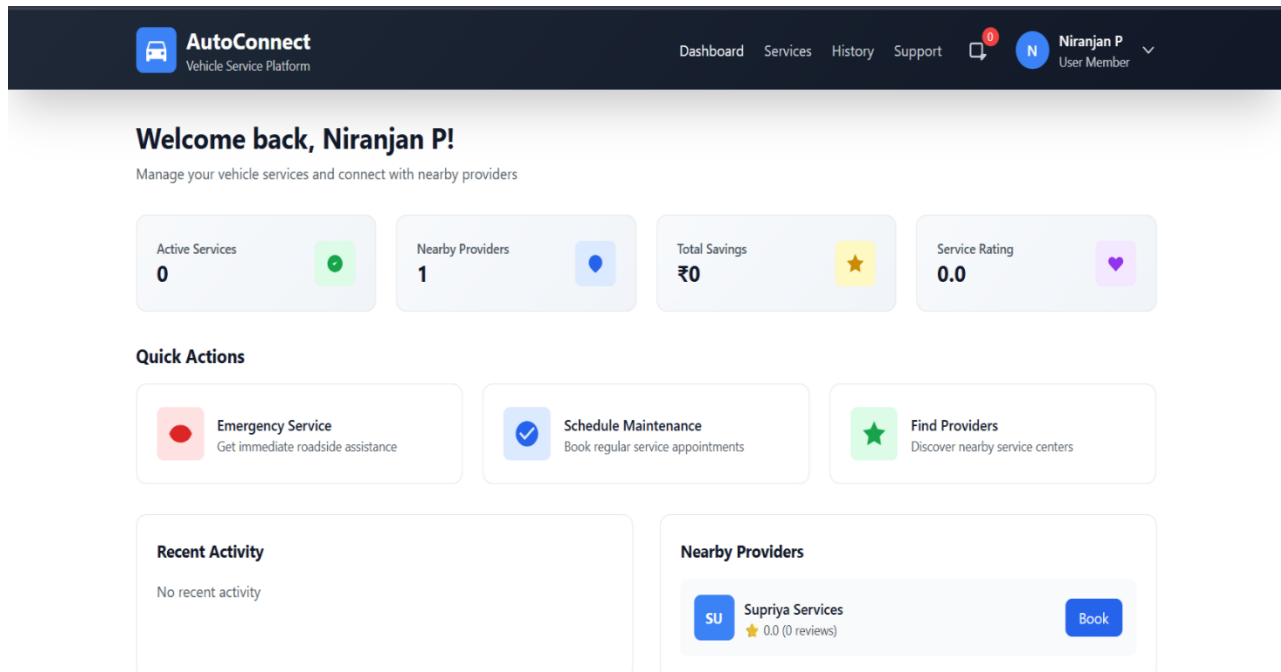 AutoConnect
Vehicle Service Platform
Dashboard Services History Support 0 N Niranjan P
User Member
Welcome back, Niranjan P!
Manage your vehicle services and connect with nearby providers
Active Services
0
Nearby Providers
1
Total Savings
₹0
Service Rating
0.0
Quick Actions
Emergency Service
Get immediate roadside assistance
Schedule Maintenance
Book regular service appointments
Find Providers
Discover nearby service centers
Recent Activity
No recent activity
Nearby Providers
SU
Supriya Services
0.0 (0 reviews)
Book